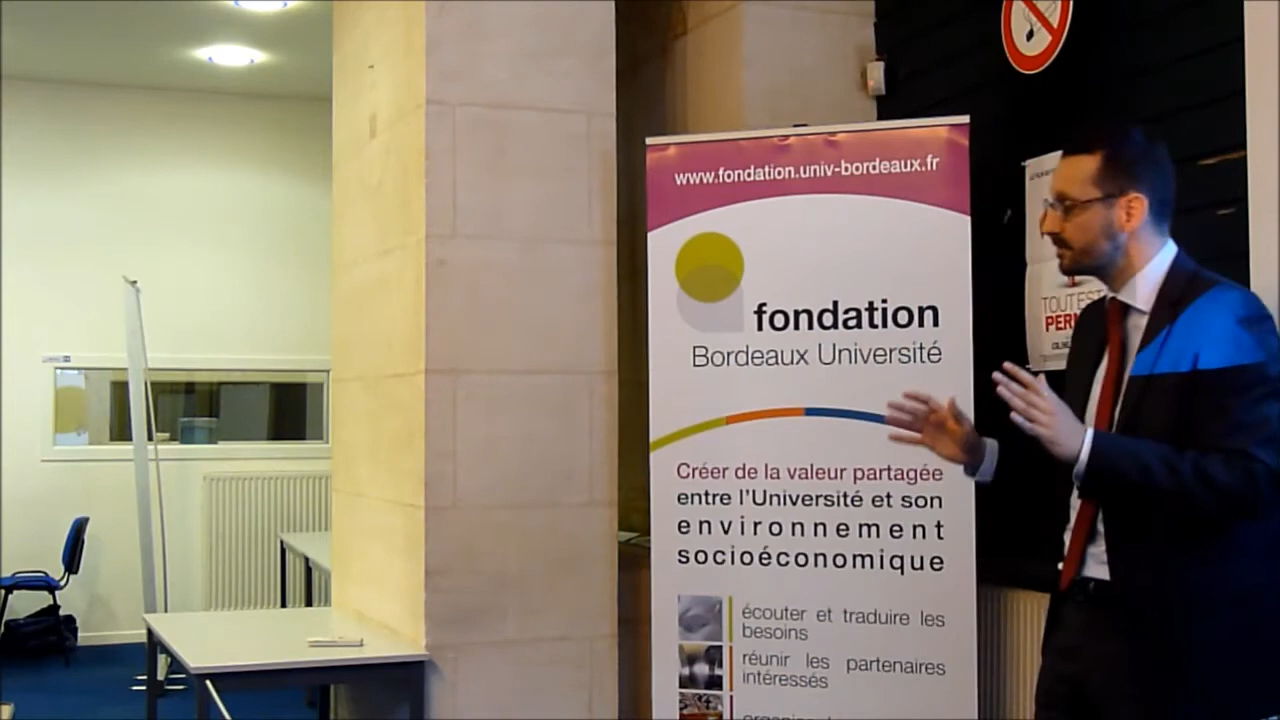 www.fondation.univ-bordeaux.fr
fondation
Bordeaux Université
TOUT EST
Créer de la valeur partagée
entre l'Université et son
environnement
socioéconomique
écouter et traduire les
besoins
réunir les partenaires
intéressés